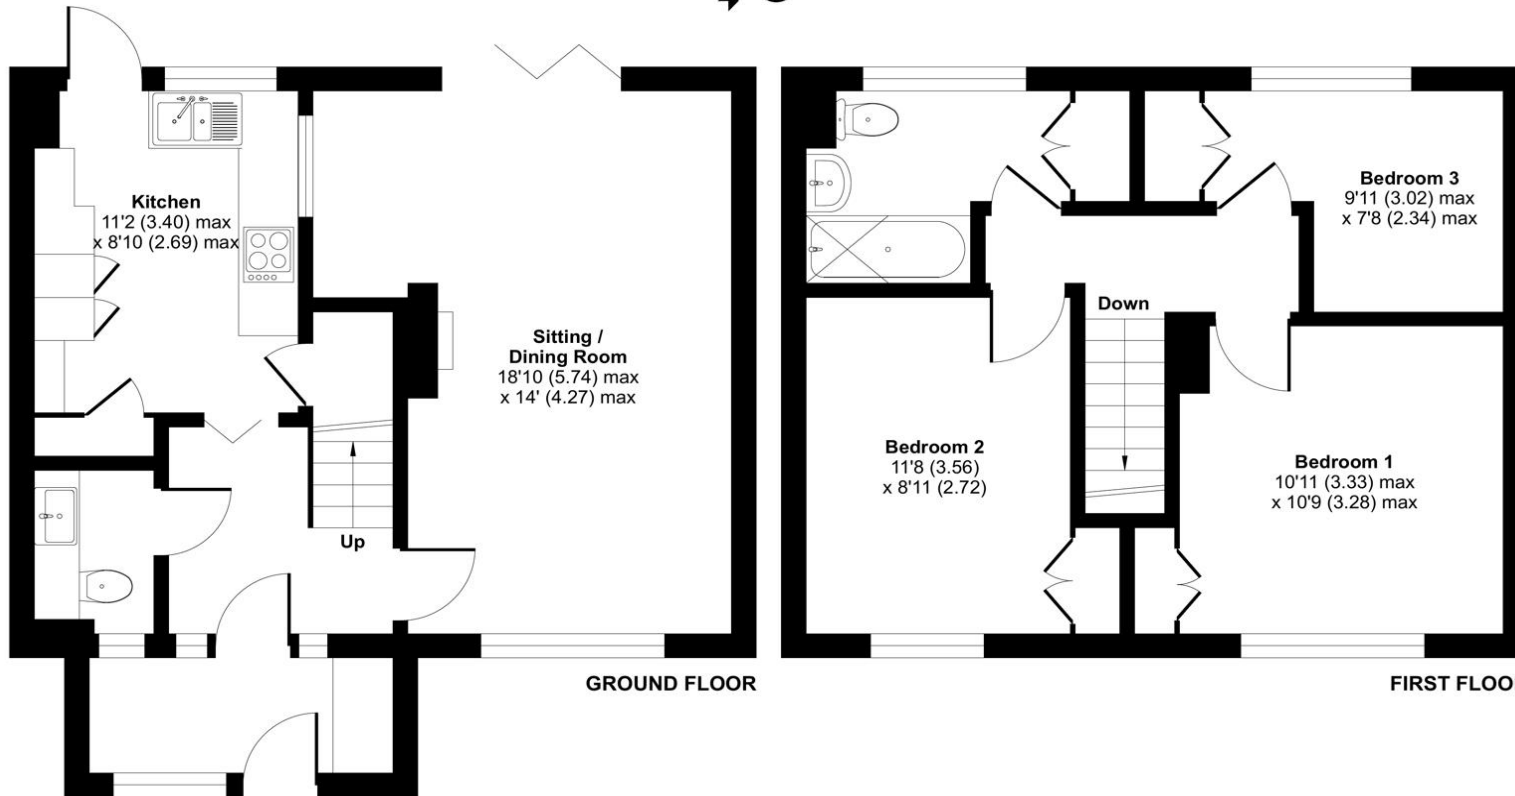 Kitchen
11'2 (3.40) max
x 8'10 (2.69) max
Sitting /
Dining Room
18'10 (5.74) max
x 14' (4.27) max
Up
GROUND FLOOR
Bedroom 3
9'11 (3.02) max
x 7'8 (2.34) max
Down
Bedroom 2
11'8 (3.56)
x 8'11 (2.72)
Bedroom 1
10'11 (3.33) max
x 10'9 (3.28) max
FIRST FLOO